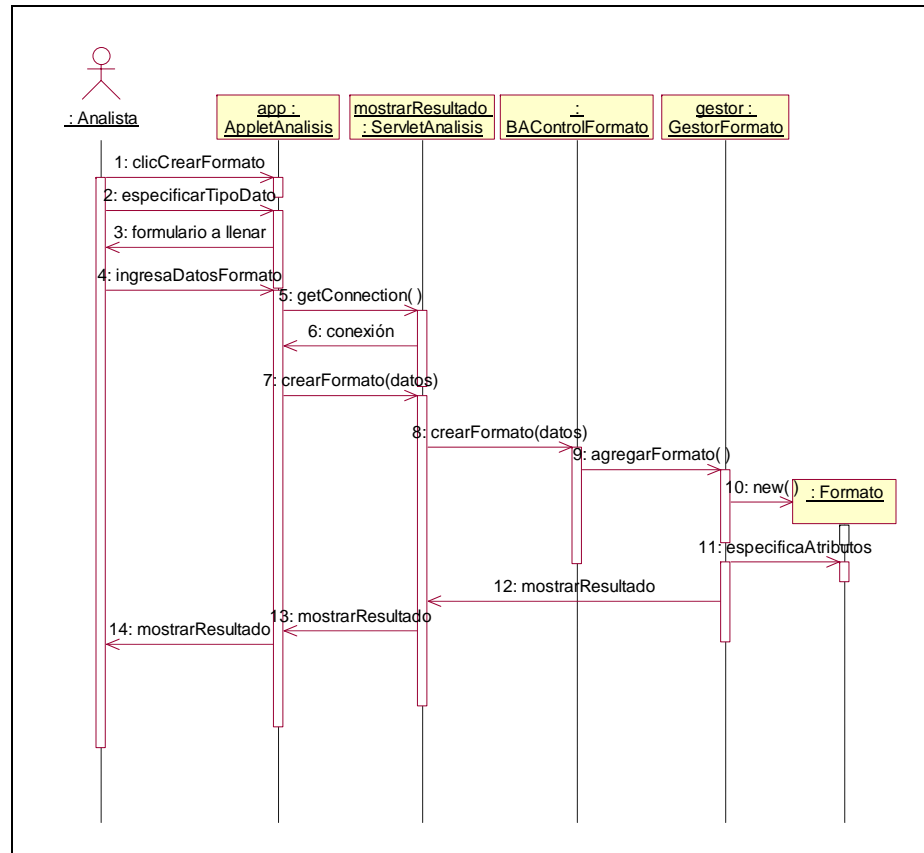 : Analista
app :
AppletAnalisis
mostrarResultado
: ServletAnalisis
:
BAControlFormato
gestor :
GestorFormato
1: clicCrearFormato
2: especificarTipoDato
3: formulario a llenar
4: ingresaDatosFormato
5: getConnection( )
6: conexión
7: crearFormato(datos)
8: crearFormato(datos)
9: agregarFormato( )
10: new( )
: Formato
11: especificaAtributos
12: mostrarResultado
13: mostrarResultado
14: mostrarResultado